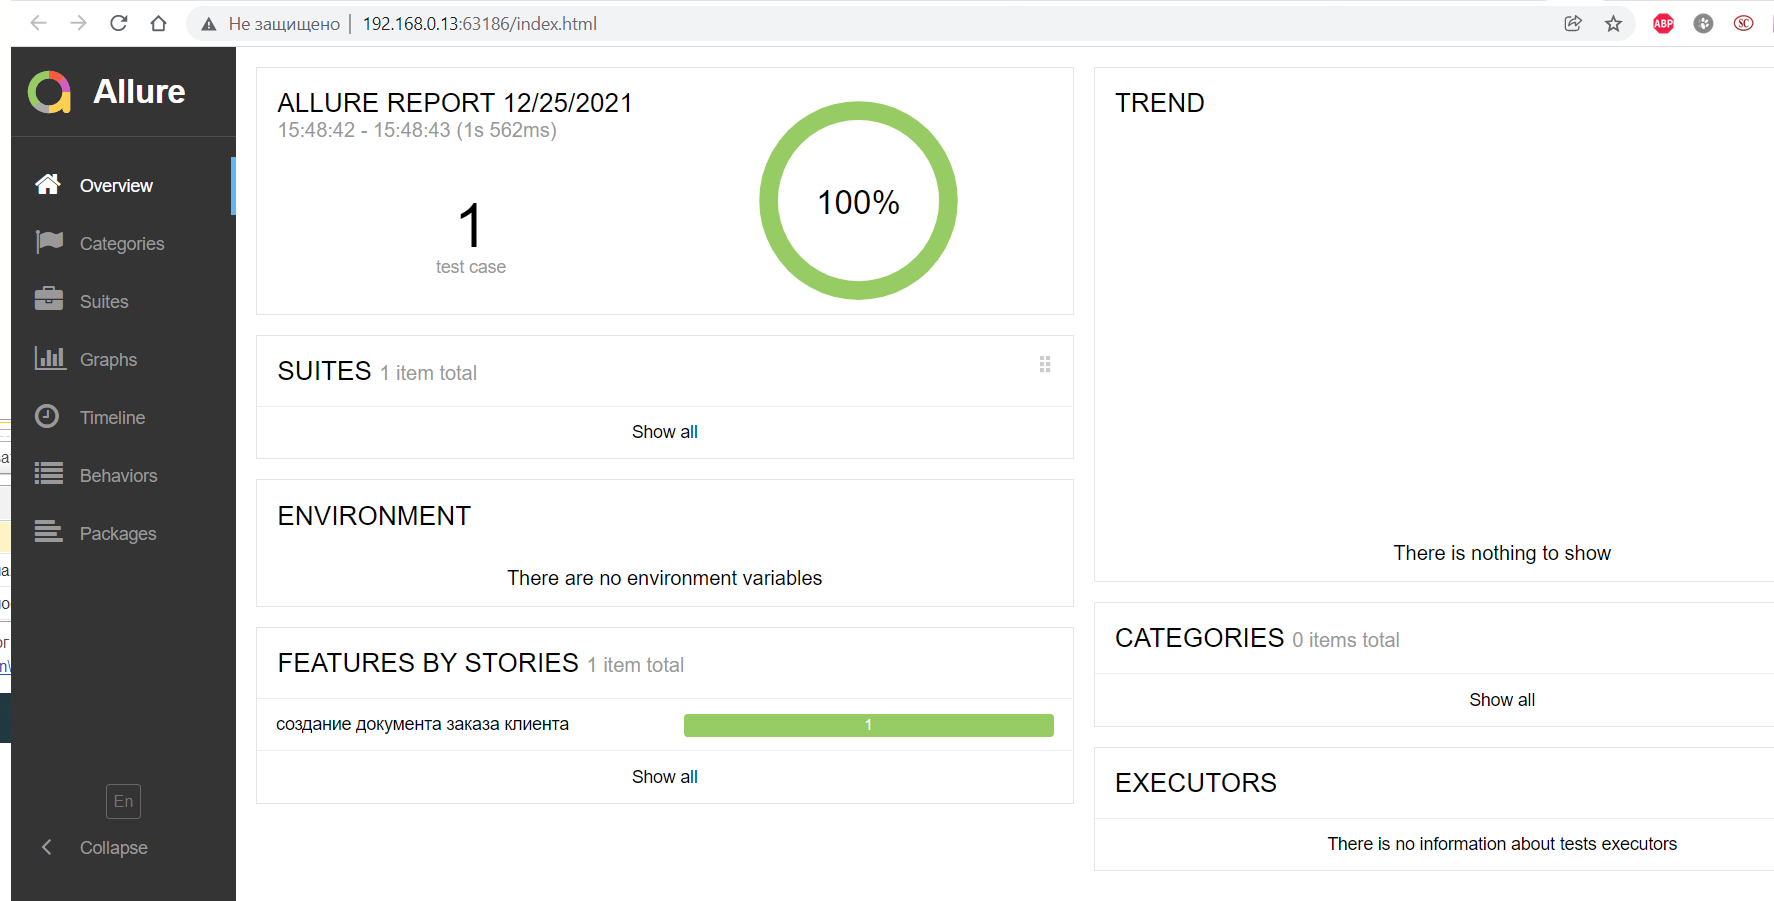 Не защищено | 192.168.0.13:63186/index.html
ABP
SC
Allure
Overview
Categories
Suites
Graphs
Timeline
Behaviors
Packages
En
Collapse
ALLURE REPORT 12/25/2021
15:48:42 - 15:48:43 (1s 562ms)
1
test case
100%
SUITES 1 item total
Show all
ENVIRONMENT
There are no environment variables
FEATURES BY STORIES 1 item total
создание документа заказа клиента 1
Show all
TREND
There is nothing to show
CATEGORIES 0 items total
Show all
EXECUTORS
There is no information about tests executors